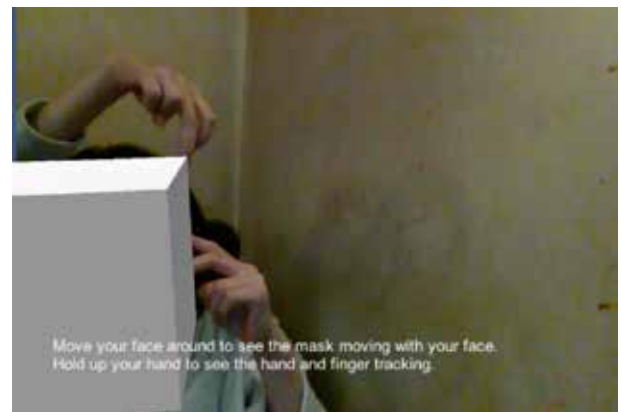 Move your face around to see the mask moving with your face.
Hold up your hand to see the hand and finger tracking.